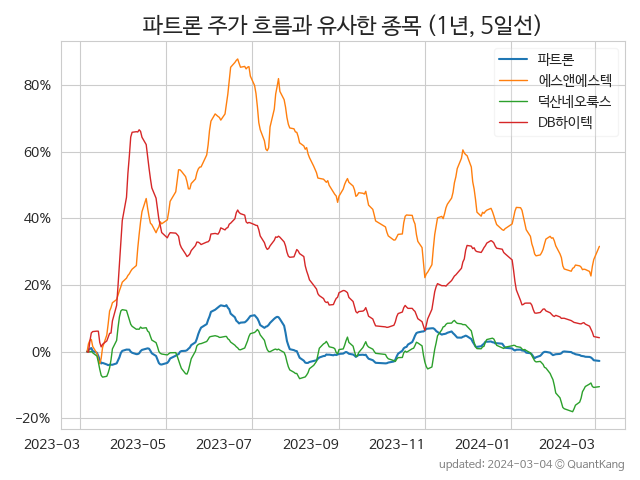 파트론 주가 흐름과 유사한 종목 (1년, 5일선)
파트론
에스앤에스텍
덕산네오룩스
DB하이텍
80%
60%
40%
20%
0%
−20%
2023-03 2023-05 2023-07 2023-09 2023-11 2024-01 2024-03
updated: 2024-03-04 © QuantKang